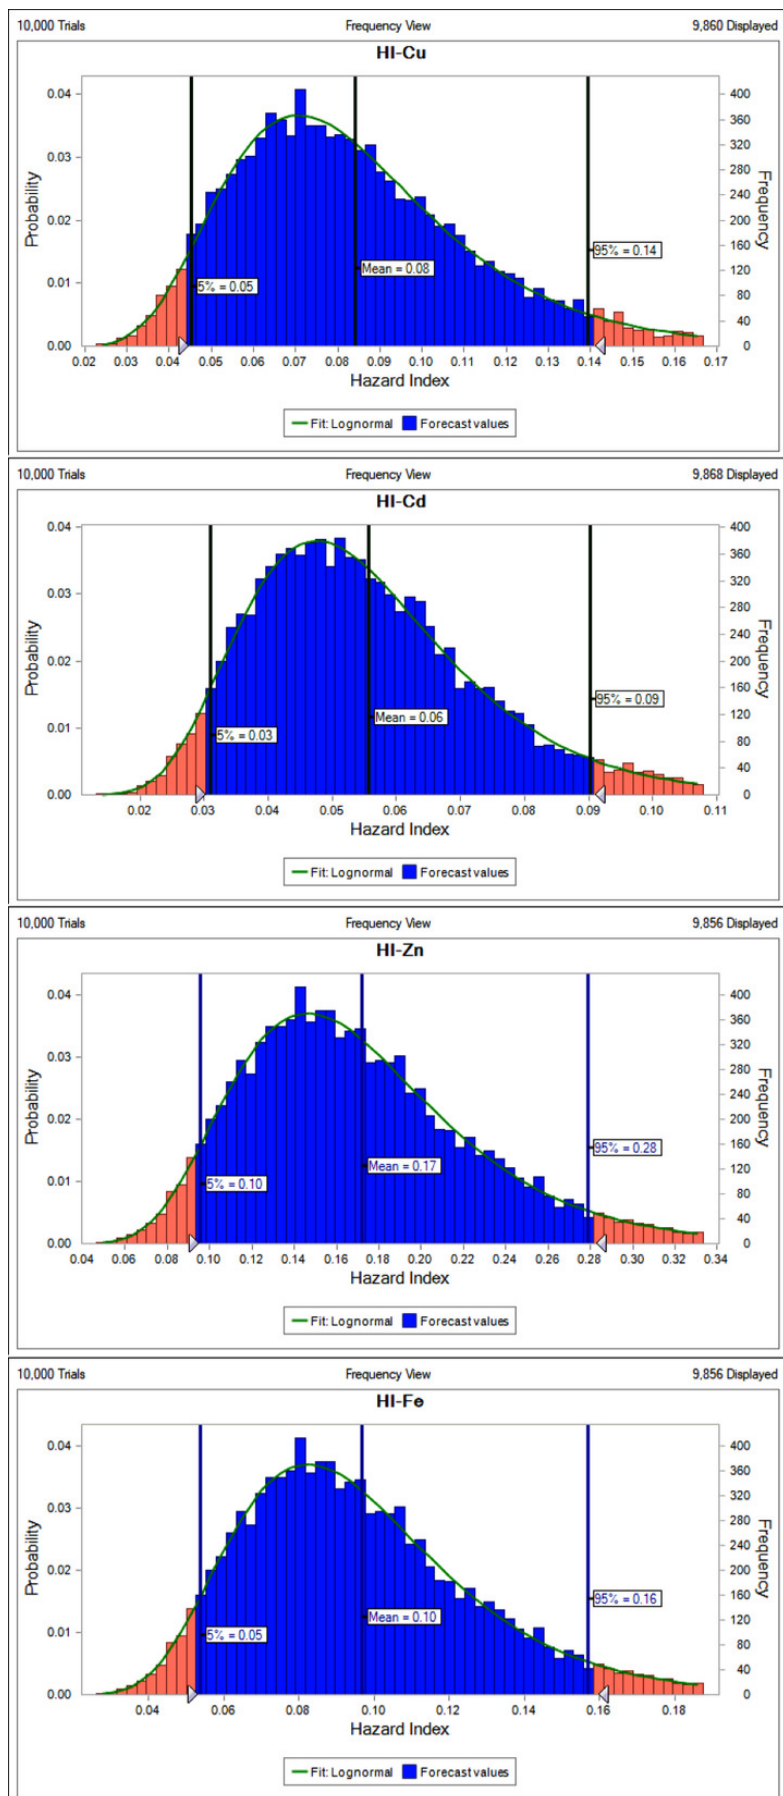 10,000 Trials Frequency View 9,860 Displayed
HI-Cu
0.04 400
360
0.03 320
280
0.02 240
200
160
0.01 120
80
40
0.00 0
Probability
Frequency
95% = 0.14
Mean = 0.08
5% = 0.05
0.02 0.03 0.04 0.05 0.06 0.07 0.08 0.09 0.10 0.11 0.12 0.13 0.14 0.15 0.16 0.17
Hazard Index
Fit: Lognormal Forecast values
10,000 Trials Frequency View 9,868 Displayed
HI-Cd
0.04 400
360
0.03 320
280
0.02 240
200
160
0.01 120
80
40
0.00 0
Probability
Frequency
95% = 0.09
Mean = 0.06
5% = 0.03
0.02 0.03 0.04 0.05 0.06 0.07 0.08 0.09 0.10 0.11
Hazard Index
Fit: Lognormal Forecast values
10,000 Trials Frequency View 9,856 Displayed
HI-Zn
0.04 400
360
0.03 320
280
0.02 240
200
160
0.01 120
80
40
0.00 0
Probability
Frequency
95% = 0.28
Mean = 0.17
5% = 0.10
0.04 0.06 0.08 0.10 0.12 0.14 0.16 0.18 0.20 0.22 0.24 0.26 0.28 0.30 0.32 0.34
Hazard Index
Fit: Lognormal Forecast values
10,000 Trials Frequency View 9,856 Displayed
HI-Fe
0.04 400
360
0.03 320
280
0.02 240
200
160
0.01 120
80
40
0.00 0
Probability
Frequency
95% = 0.16
Mean = 0.10
5% = 0.05
0.04 0.06 0.08 0.10 0.12 0.14 0.16 0.18
Hazard Index
Fit: Lognormal Forecast values